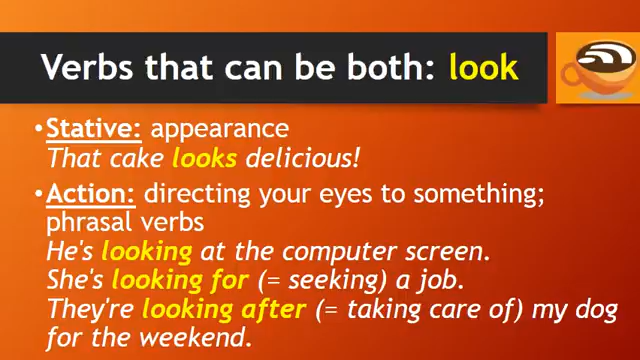 Verbs that can be both: look
•Stative: appearance
That cake looks delicious!
•Action: directing your eyes to something;
phrasal verbs
He's looking at the computer screen.
She's looking for (= seeking) a job.
They're looking after (= taking care of) my dog
for the weekend.